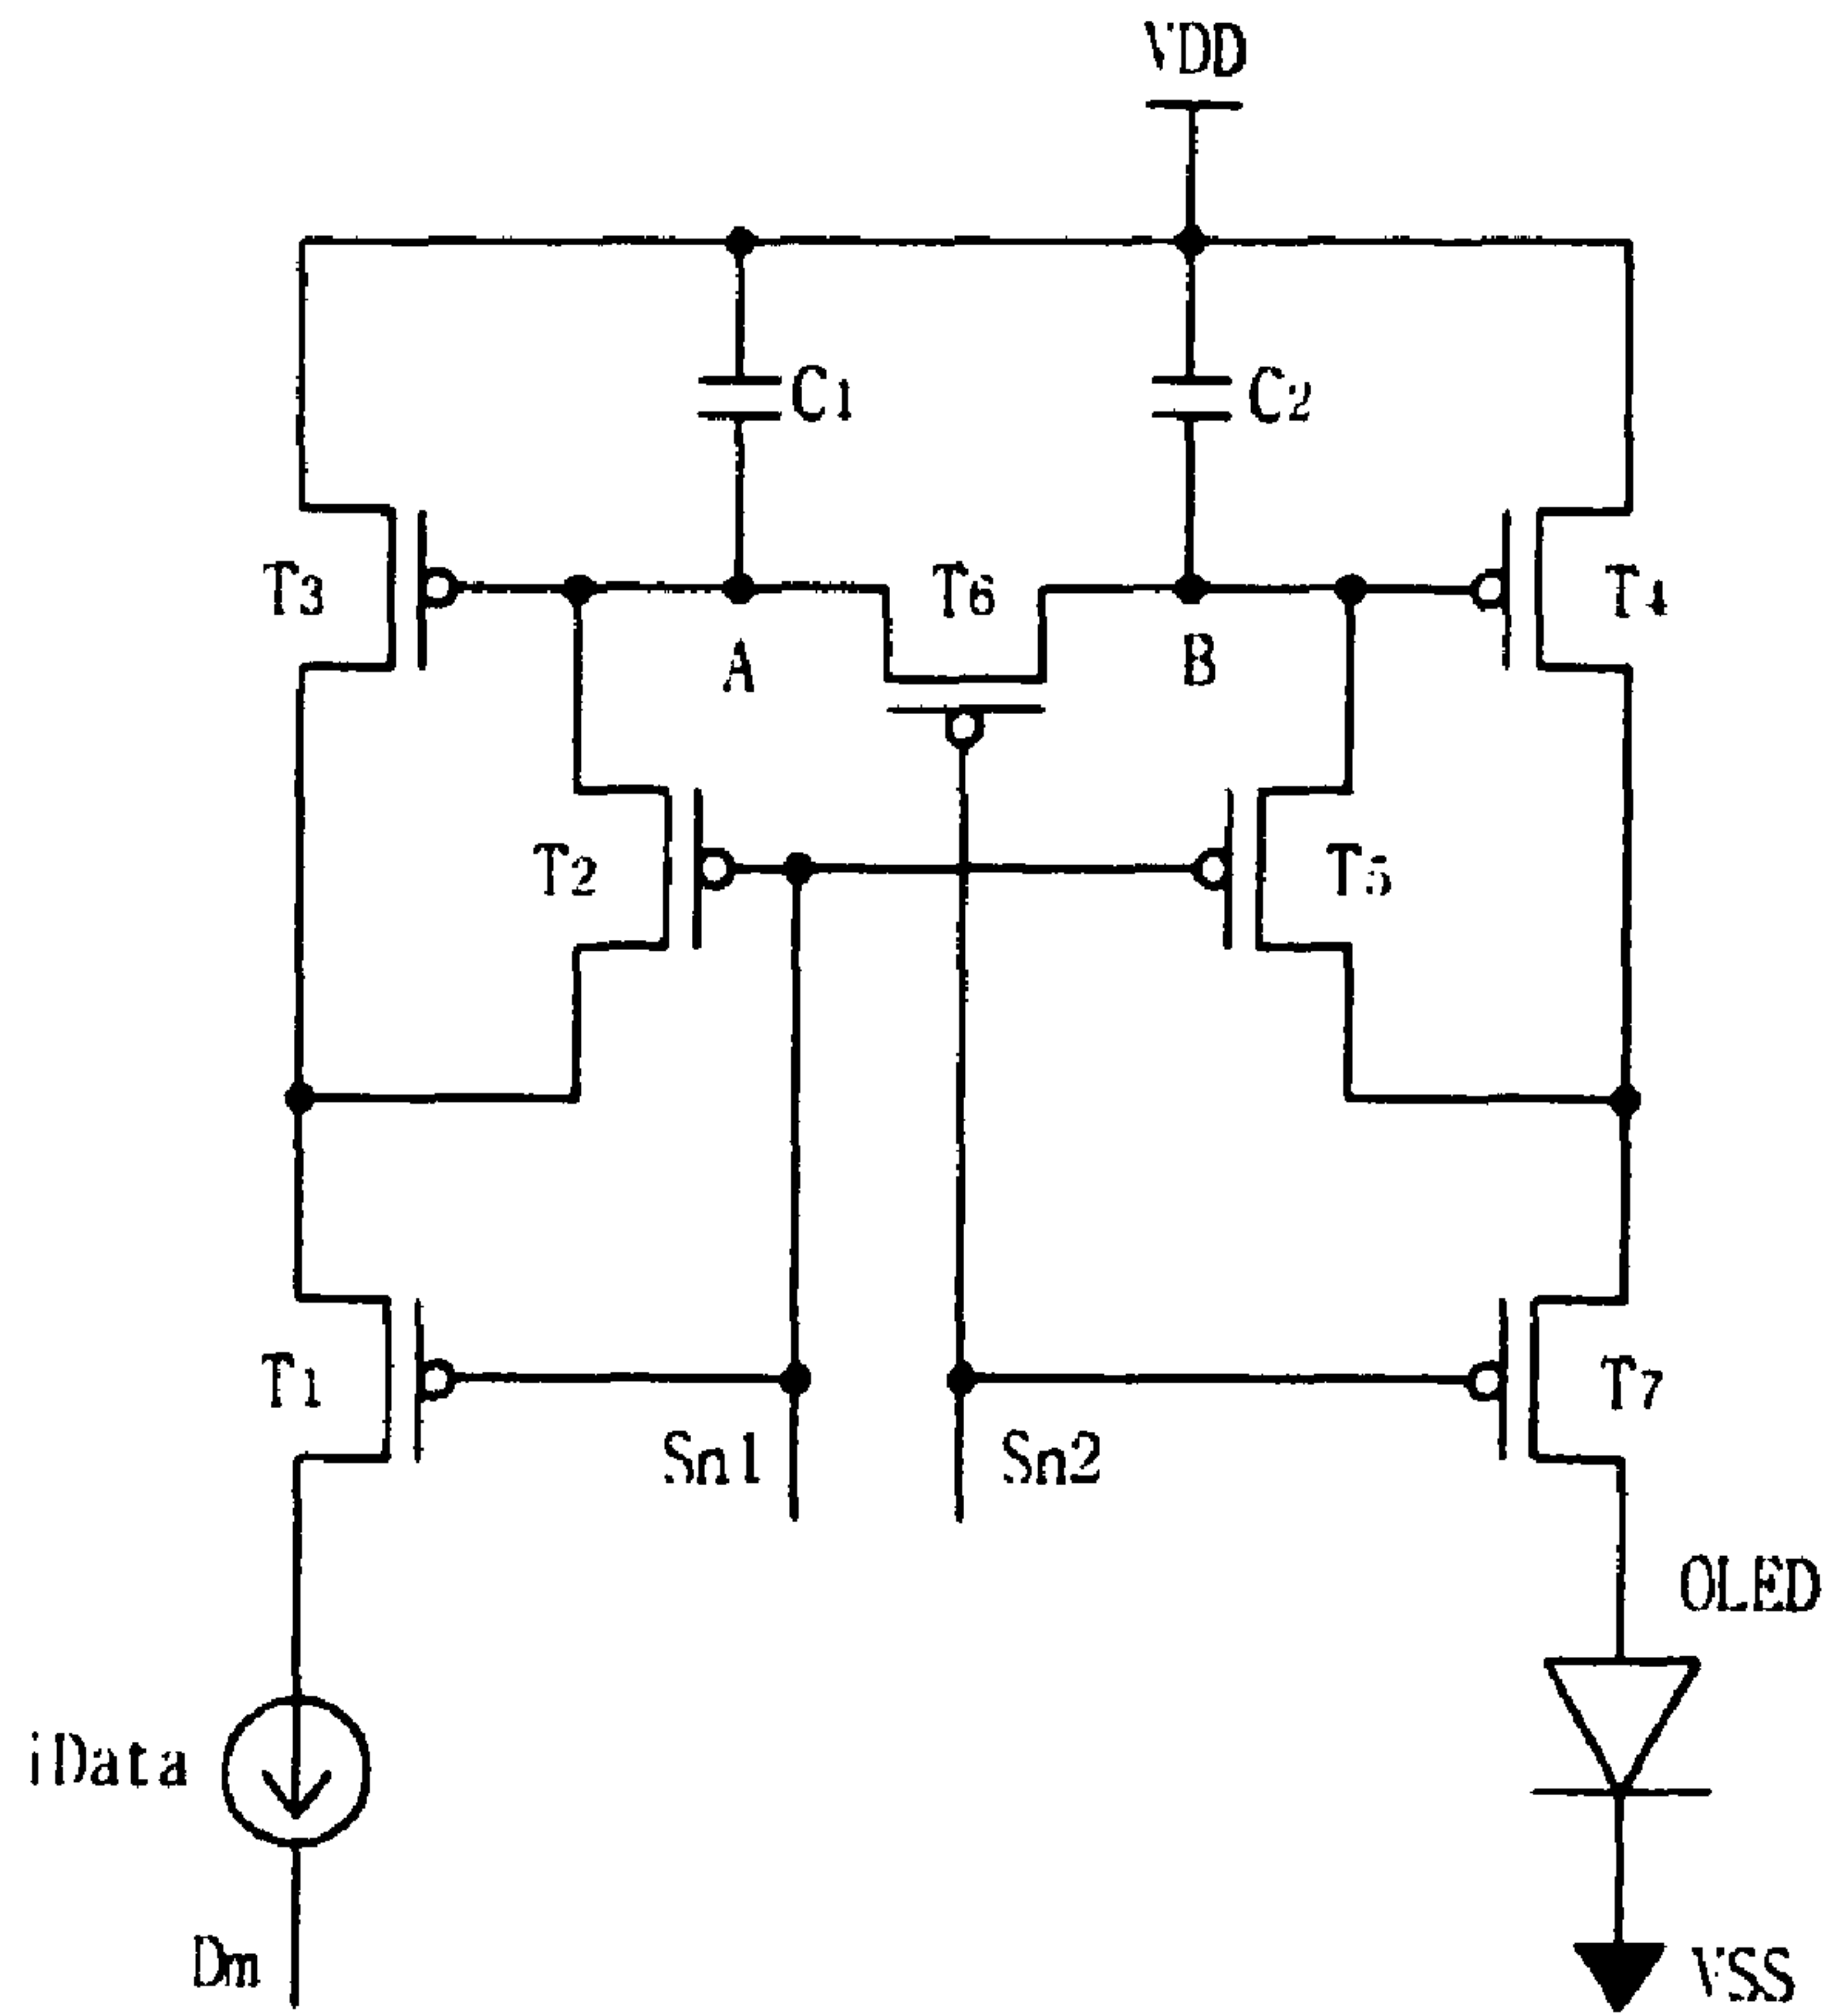 VDD
C1
C2
T3
T6
T4
A
B
T2
T5
T1
T7
Sn1
Sn2
OLED
iData
Dm
VSS